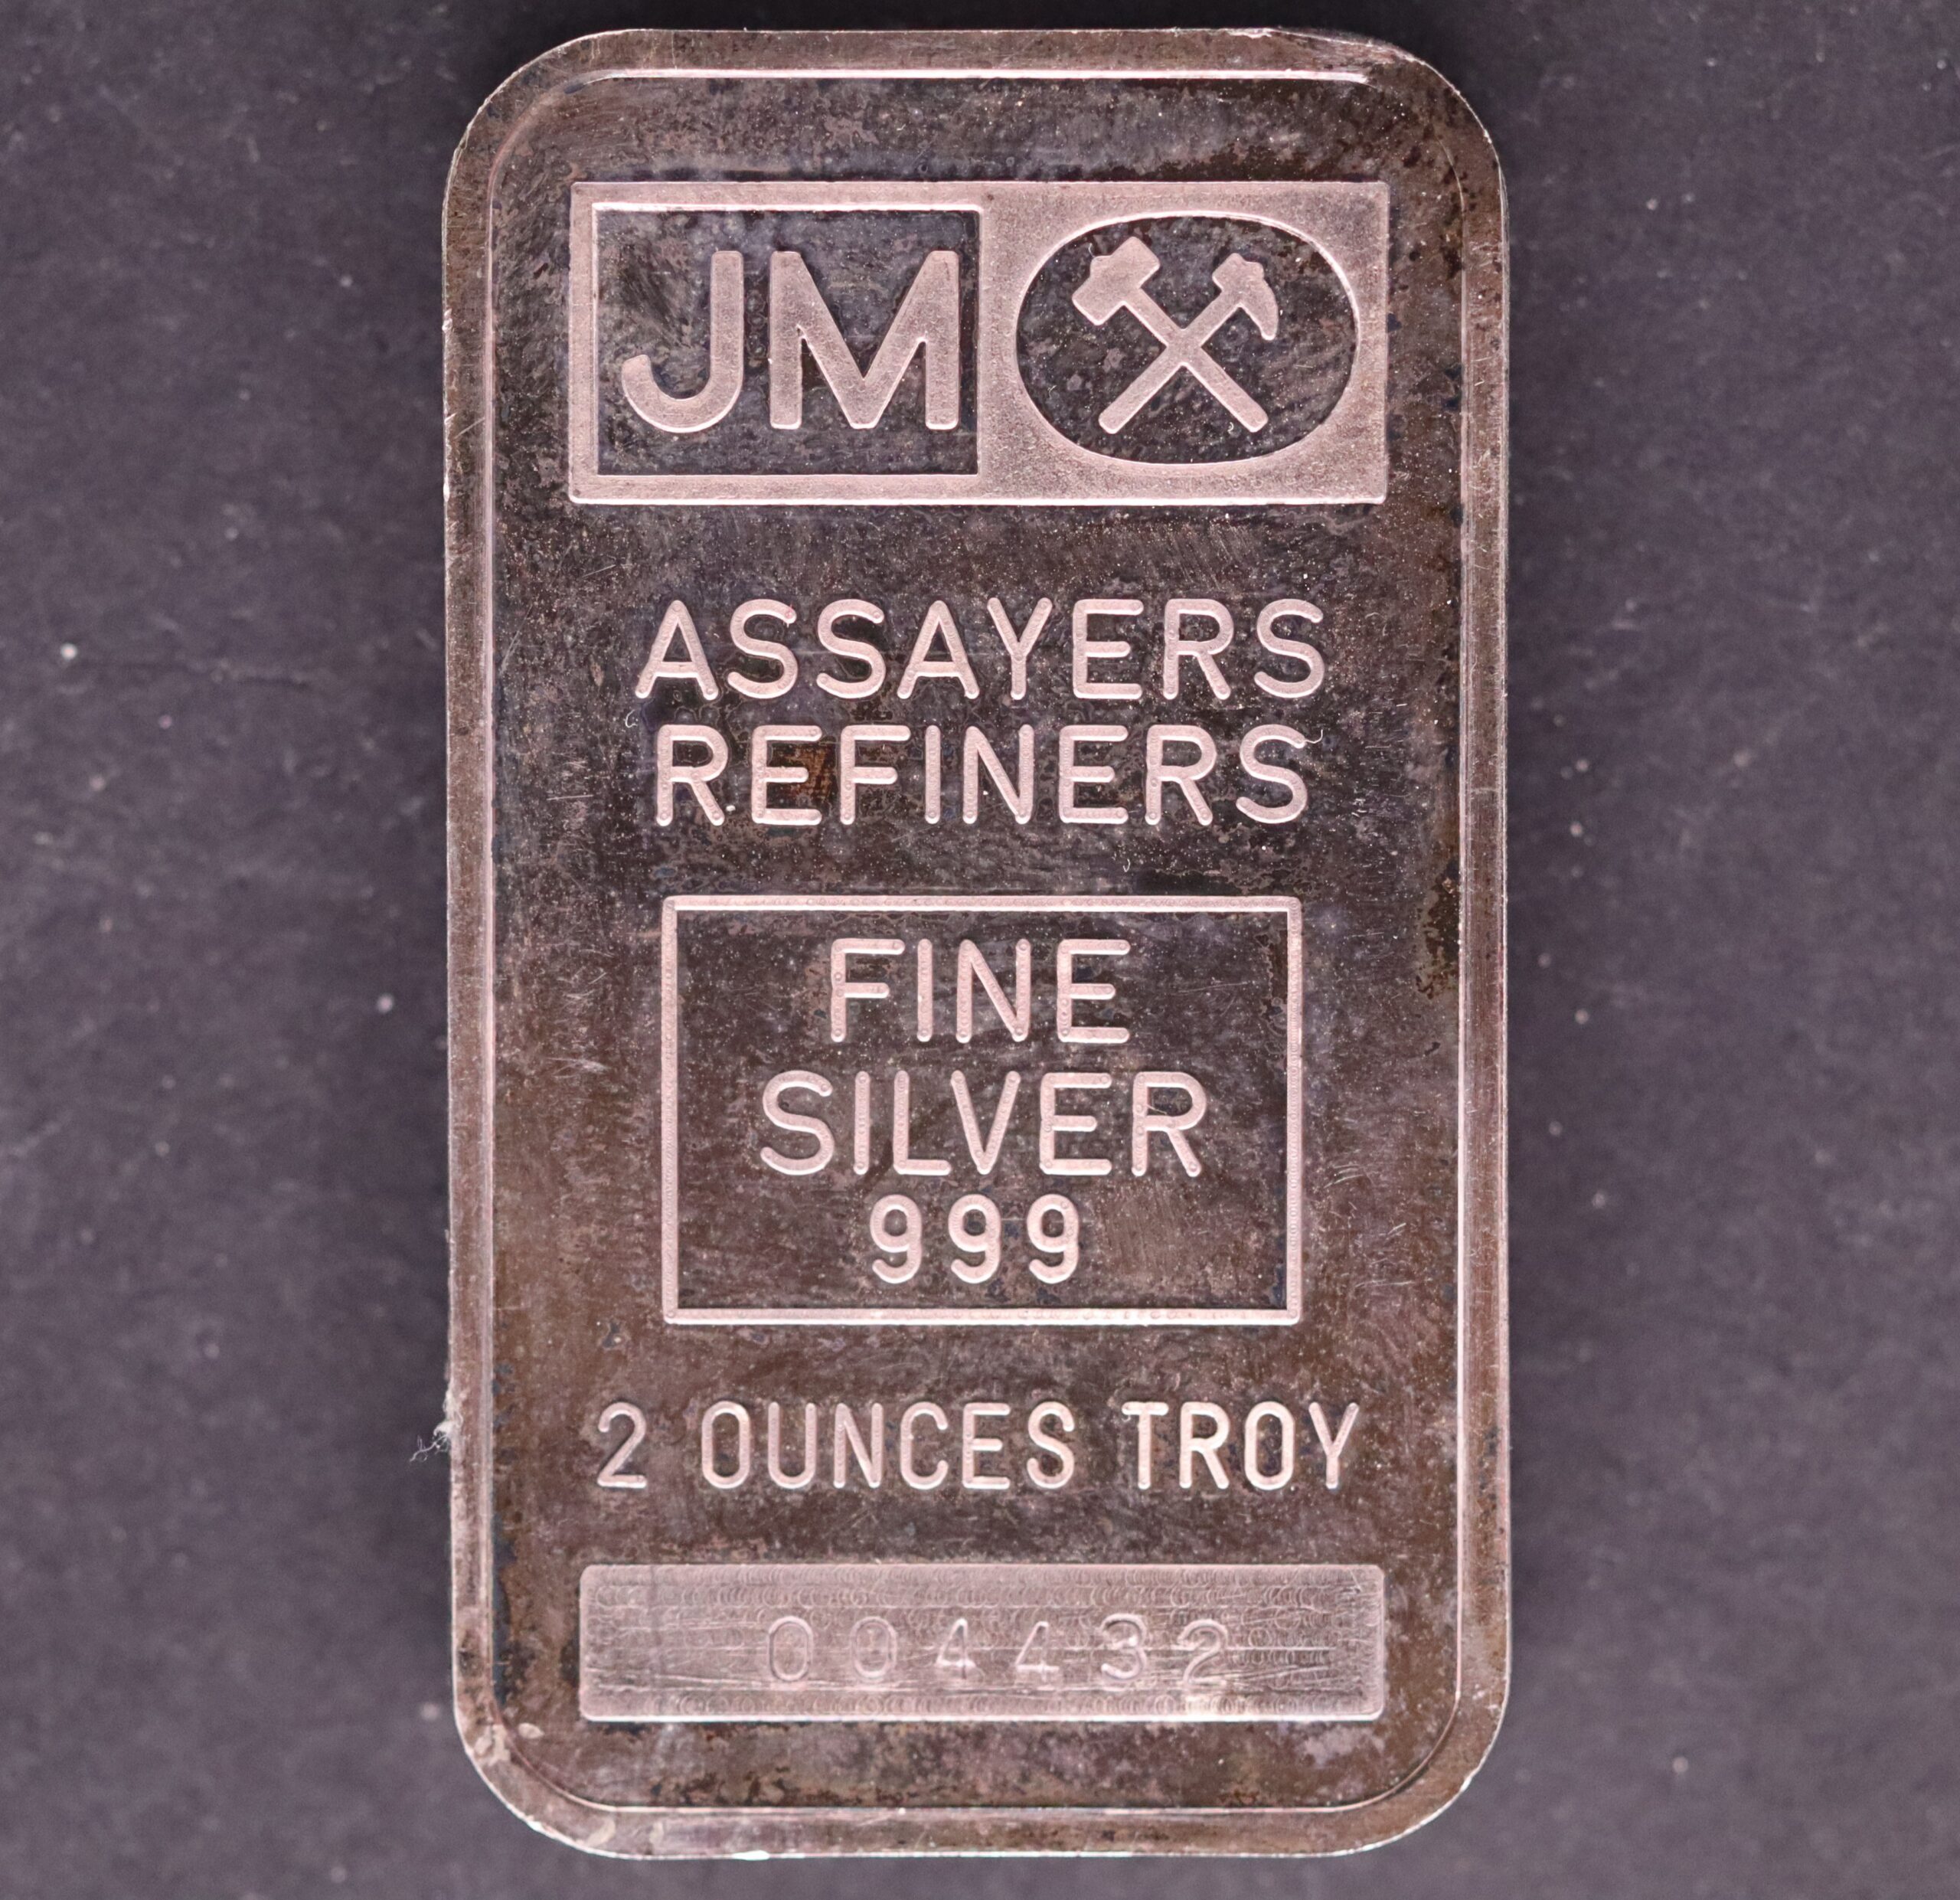 JM
ASSAYERS
REFINERS
FINE
SILVER
999
2 OUNCES TROY
004432